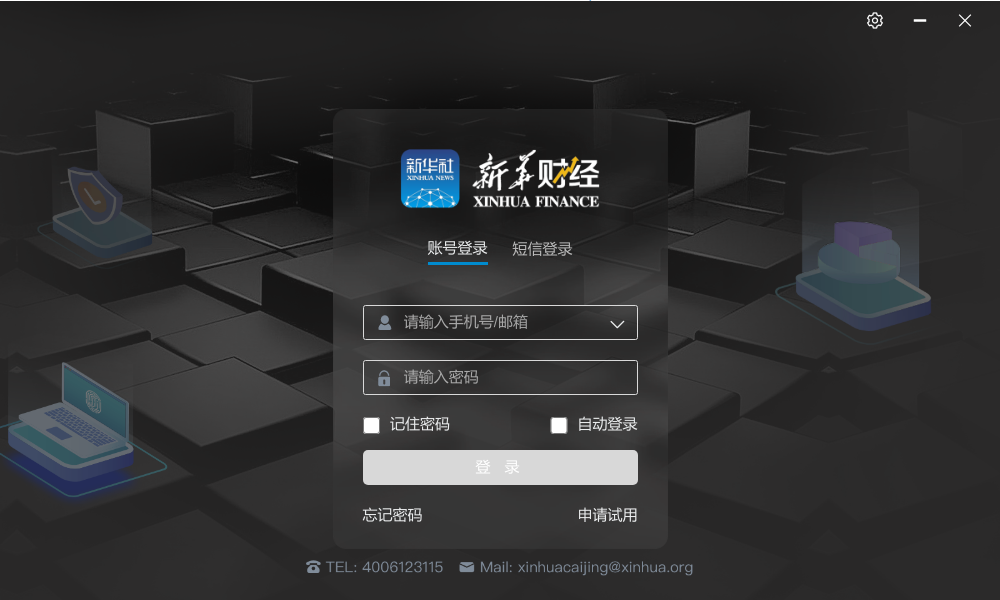 新华社
XINHUA NEWS
新华财经
XINHUA FINANCE
账号登录 短信登录
请输入手机号/邮箱
请输入密码
记住密码 自动登录
登 录
忘记密码 申请试用
TEL: 4006123115 Mail: xinhuacaijing@xinhua.org